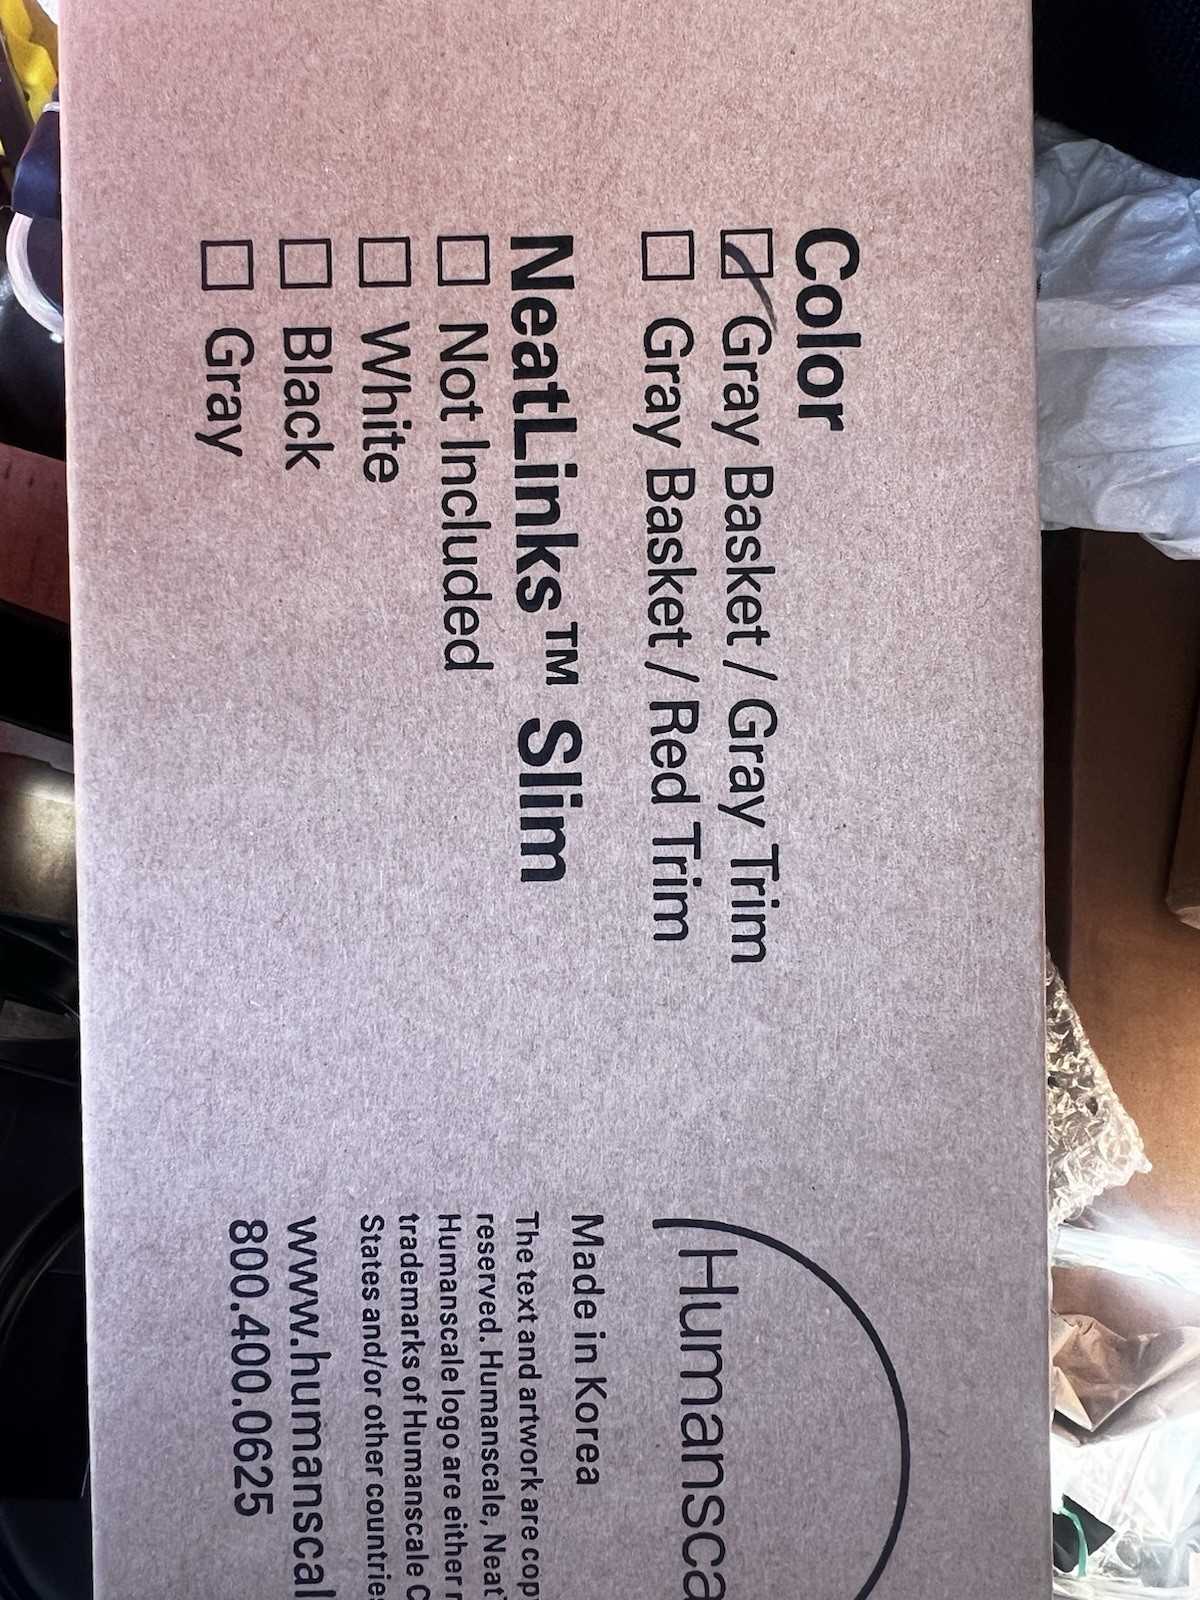 Color
Gray Basket / Gray Trim
Gray Basket / Red Trim
NeatLinks™ Slim
Not Included
White
Black
Gray
Humansca
Made in Korea
The text and artwork are cop
reserved. Humanscale, Neat
Humanscale logo are either r
trademarks of Humanscale C
States and/or other countries
www.humanscal
800.400.0625